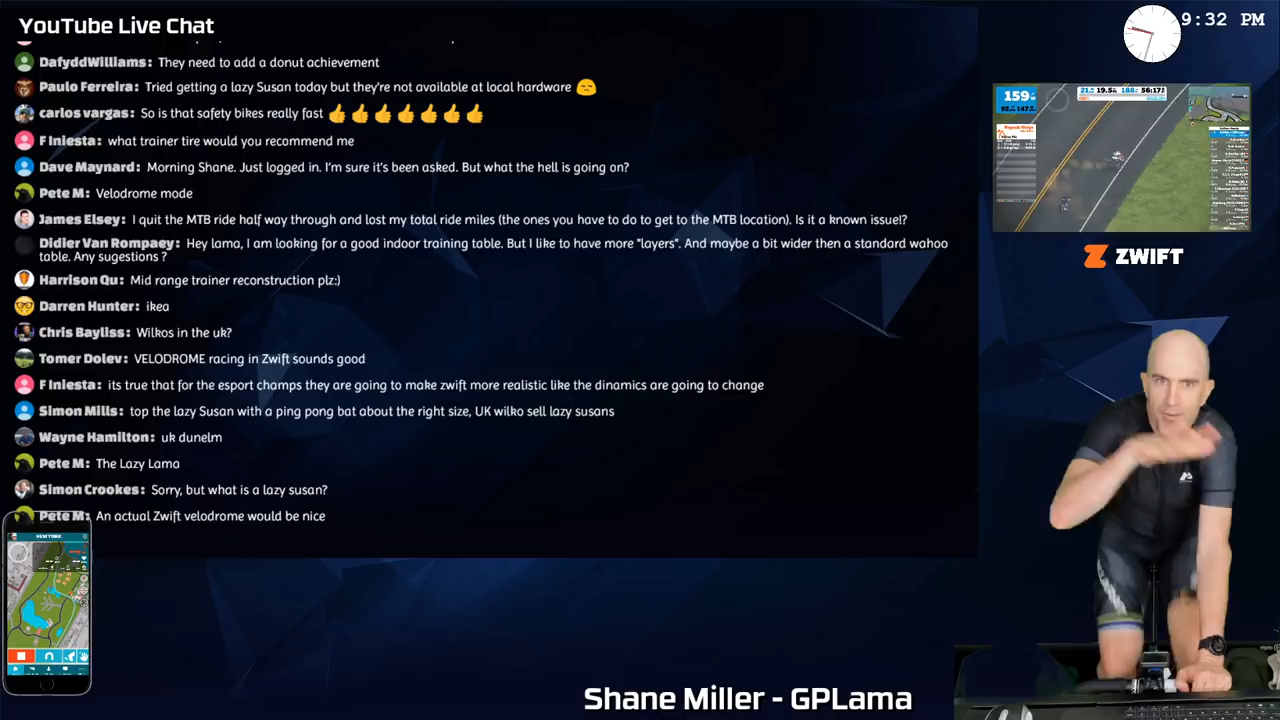 YouTube Live Chat
9:32 PM
DafyddWilliams: They need to add a donut achievement
Paulo Ferreira: Tried getting a lazy Susan today but they're not available at local hardware 😔
carlos vargas: So is that safety bikes really fast 👍👍👍👍👍👍👍
F Iniesta: what trainer tire would you recommend me
Dave Maynard: Morning Shane. Just logged in. I'm sure it's been asked. But what the hell is going on?
Pete M: Velodrome mode
James Elsey: I quit the MTB ride half way through and lost my total ride miles (the ones you have to do to get to the MTB location). Is it a known issue!?
Didier Van Rompaey: Hey lama, I am looking for a good indoor training table. But I like to have more "layers". And maybe a bit wider then a standard wahoo
table. Any sugestions ?
Harrison Qu: Mid range trainer reconstruction plz:)
Darren Hunter: ikea
Chris Bayliss: Wilkos in the uk?
Tomer Dolev: VELODROME racing in Zwift sounds good
F Iniesta: its true that for the esport champs they are going to make zwift more realistic like the dinamics are going to change
Simon Mills: top the lazy Susan with a ping pong bat about the right size, UK wilko sell lazy susans
Wayne Hamilton: uk dunelm
Pete M: The Lazy Lama
Simon Crookes: Sorry, but what is a lazy susan?
Pete M: An actual Zwift velodrome would be nice
159
ZWIFT
NEW YORK
Shane Miller - GPLama